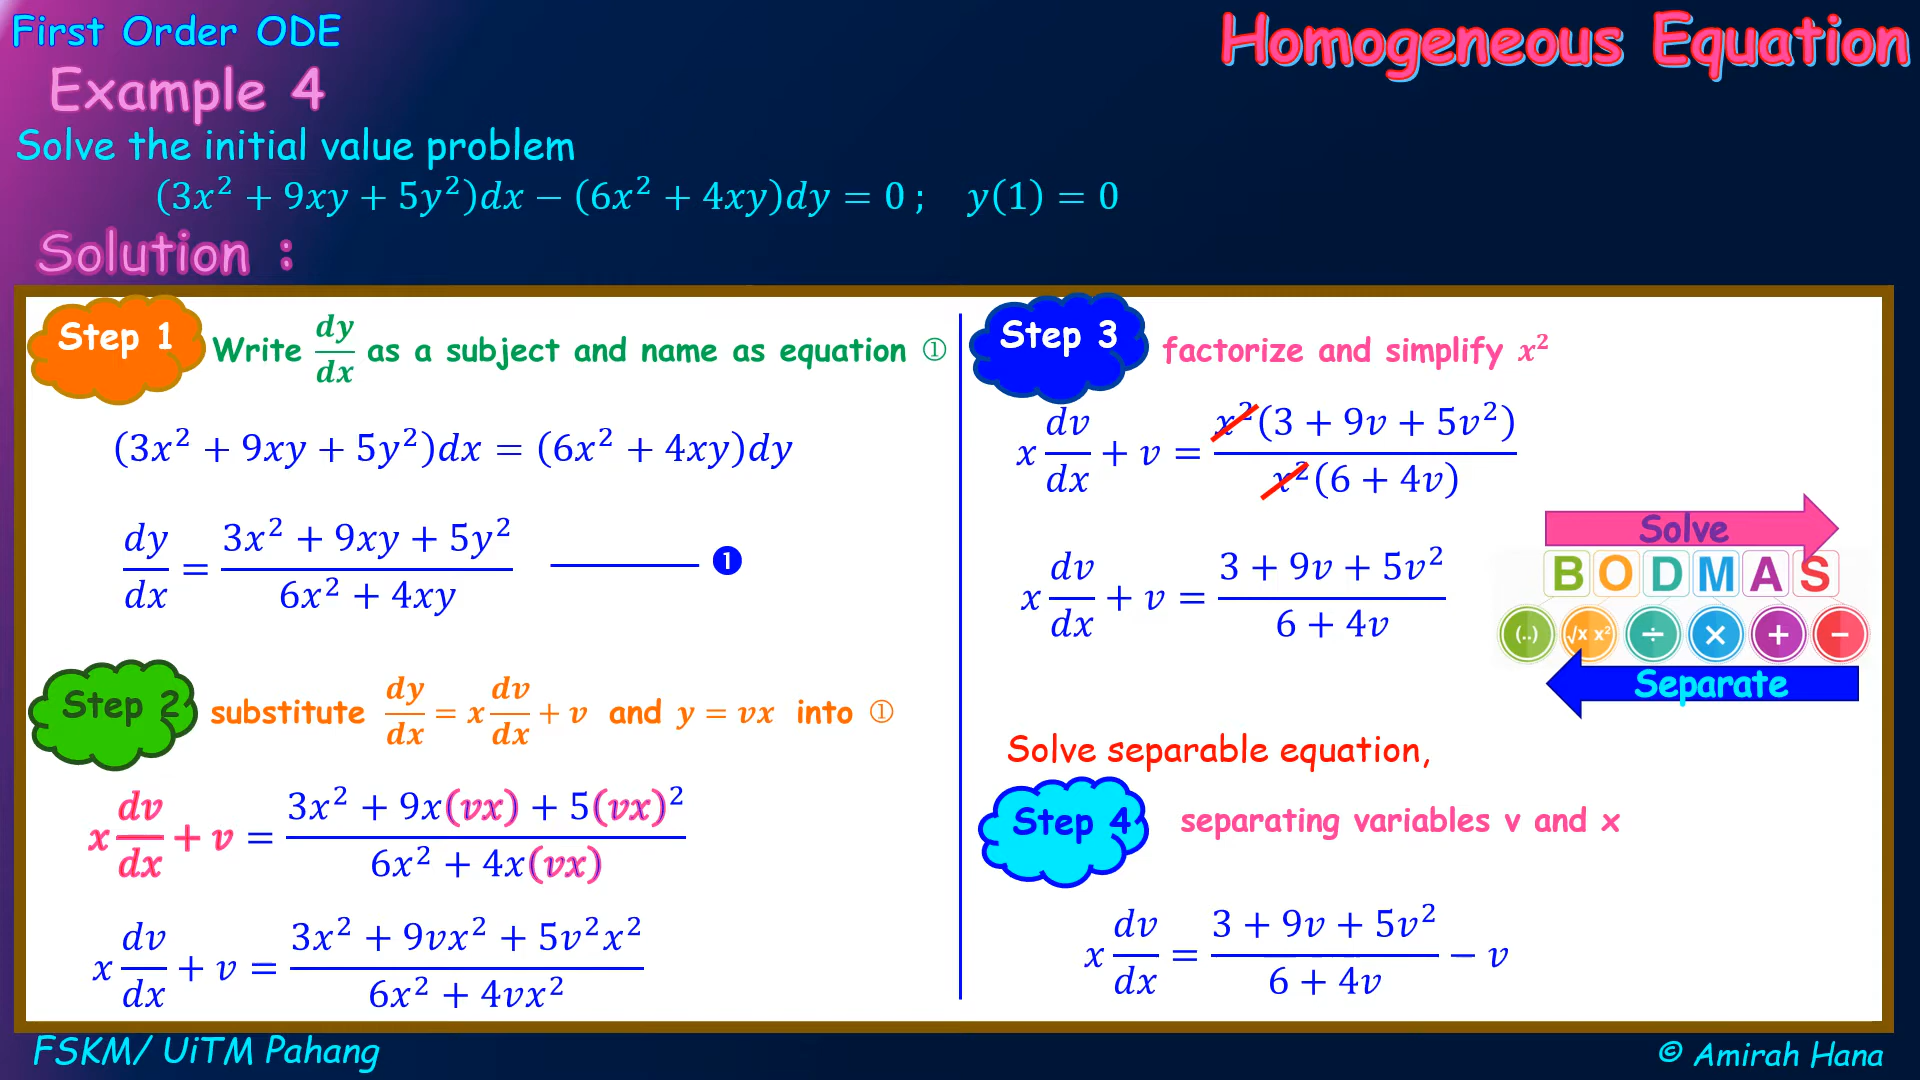 First Order ODE
Homogeneous Equation
Example 4
Solve the initial value problem
(3x² + 9xy + 5y²)dx − (6x² + 4xy)dy = 0 ; y(1) = 0
Solution :
Step 1 Write dy/dx as a subject and name as equation ①
(3x² + 9xy + 5y²)dx = (6x² + 4xy)dy
dy/dx = (3x² + 9xy + 5y²)/(6x² + 4xy) ——— ❶
Step 2 substitute dy/dx = x dv/dx + v and y = vx into ①
x dv/dx + v = (3x² + 9x(vx) + 5(vx)²)/(6x² + 4x(vx))
x dv/dx + v = (3x² + 9vx² + 5v²x²)/(6x² + 4vx²)
Step 3 factorize and simplify x²
x dv/dx + v = x²(3 + 9v + 5v²)/x²(6 + 4v)
x dv/dx + v = (3 + 9v + 5v²)/(6 + 4v)
Solve
B O D M A S
(..) √x x² ÷ × + −
Separate
Solve separable equation,
Step 4 separating variables v and x
x dv/dx = (3 + 9v + 5v²)/(6 + 4v) − v
FSKM/ UiTM Pahang
© Amirah Hana